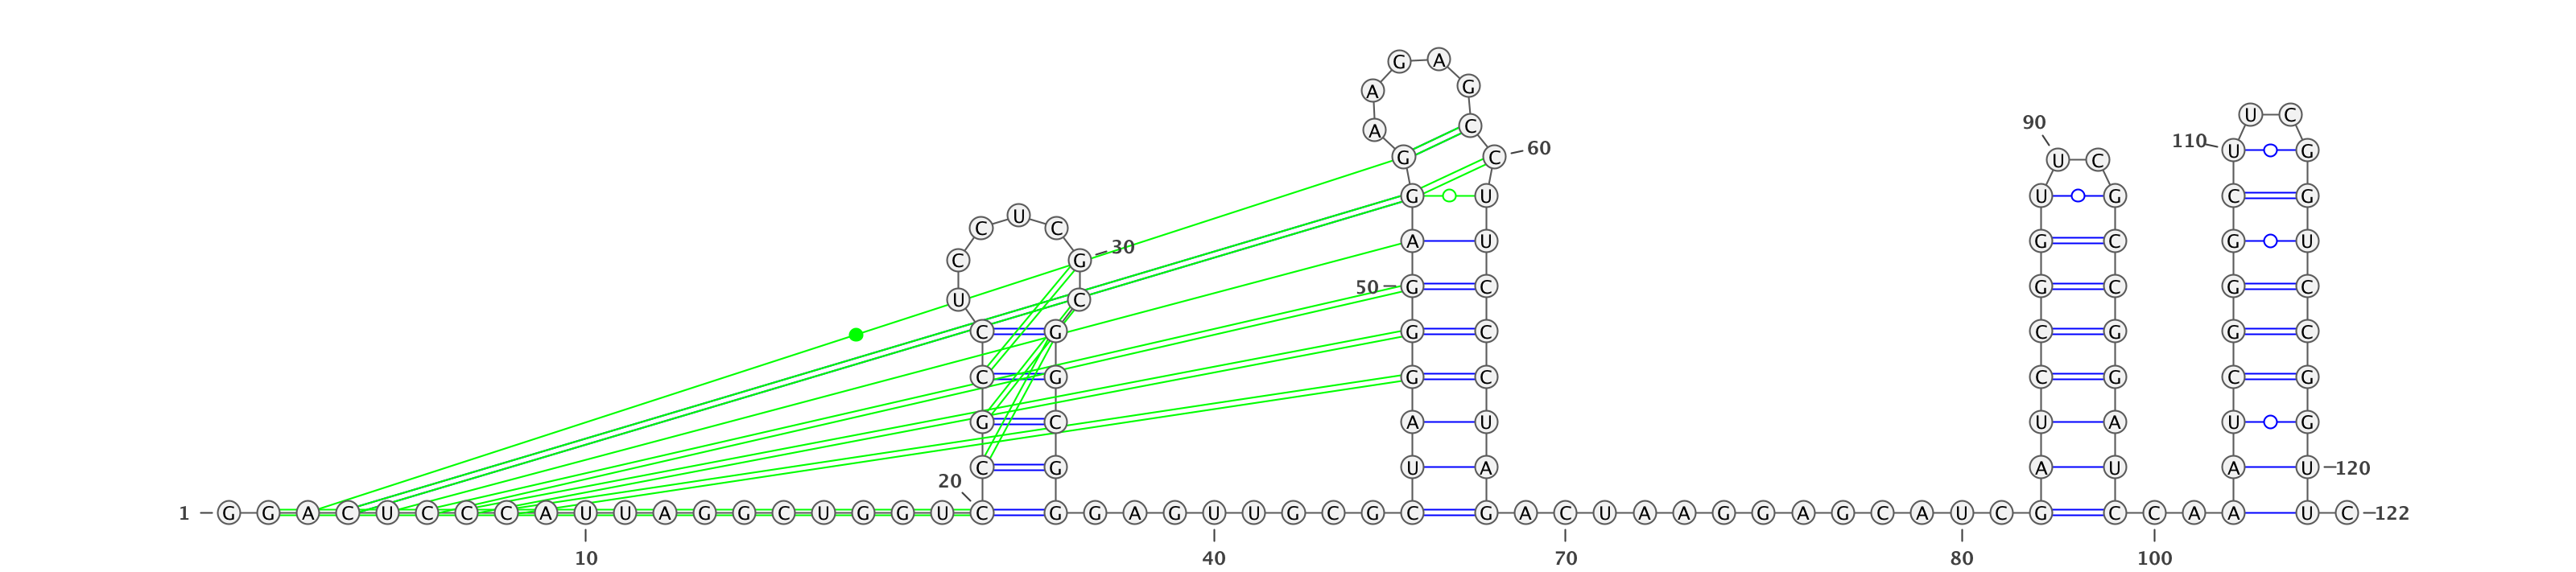 1
G G A C U C C C A U U A G G C U G G U C
10
20
C G C C U C C U C G
30
C G G C G G
G A G U U G C G C
40
U A G G G A G G A A G A G C C
50
60
U U C C C U A G
A C U A A G G A G C A U C G
70
80
A U C C G G U U
90
C G C C G G A U C
C A A
100
A U C G G G C U
110
U C G G U C C G G U
120
U C
122